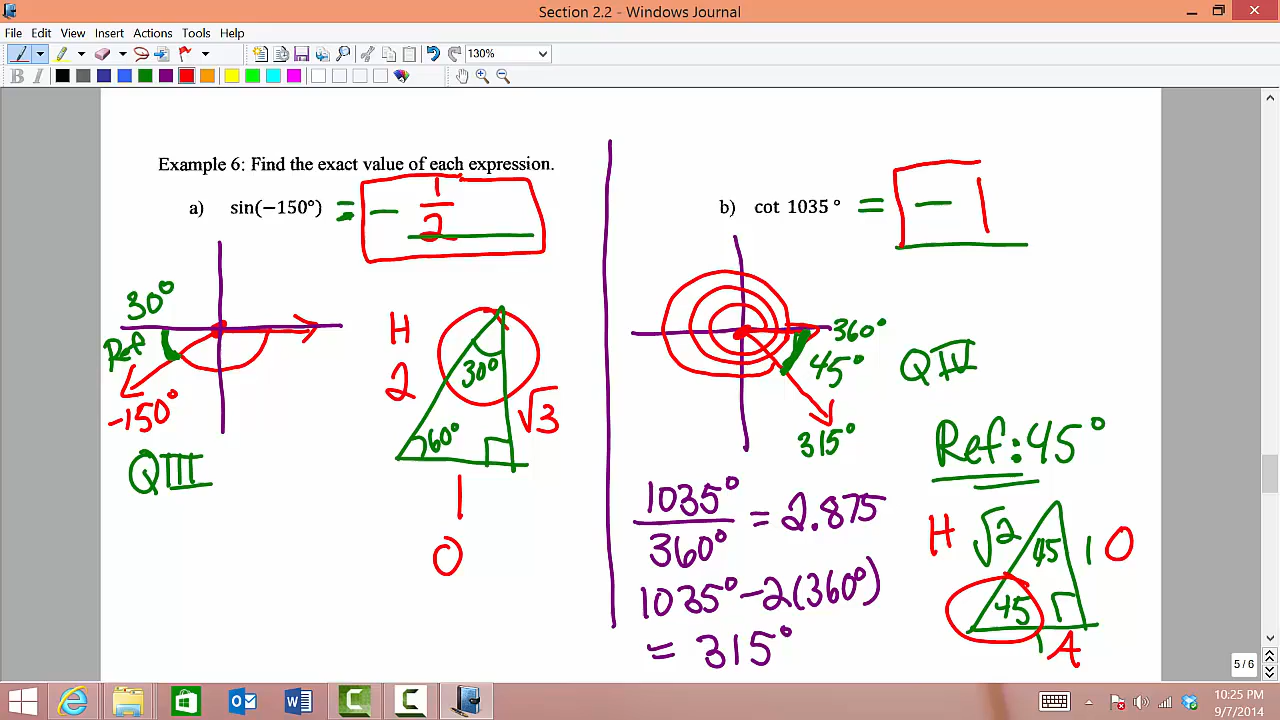 Section 2.2 - Windows Journal
File Edit View Insert Actions Tools Help
130%
B I
Example 6: Find the exact value of each expression.
a) sin(−150°) = − 1/2
30°
Ref
-150°
QIII
H
2
30°
60°
√3
1
O
b) cot 1035° = − 1
360°
45°
QIV
315°
Ref: 45°
1035°/360° = 2.875
1035° − 2(360°)
= 315°
H √2 45 1 O
45
1 A
5 / 6
10:25 PM
9/7/2014